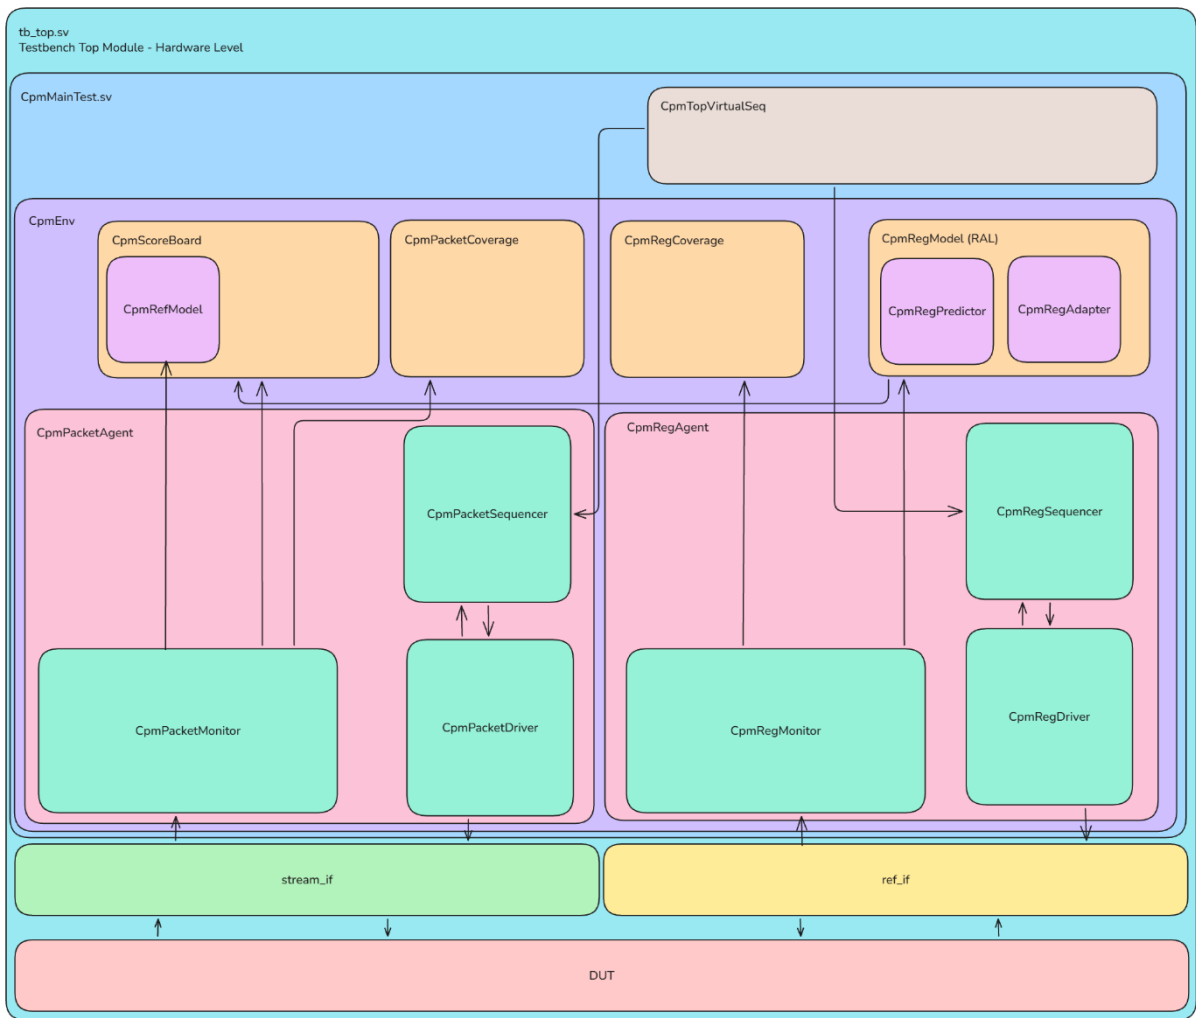 tb_top.sv
Testbench Top Module - Hardware Level
CpmMainTest.sv
CpmTopVirtualSeq
CpmEnv
CpmScoreBoard
CpmPacketCoverage
CpmRegCoverage
CpmRegModel (RAL)
CpmRefModel
CpmRegPredictor
CpmRegAdapter
CpmPacketAgent
CpmRegAgent
CpmPacketSequencer
CpmRegSequencer
CpmPacketMonitor
CpmPacketDriver
CpmRegMonitor
CpmRegDriver
stream_if
ref_if
DUT